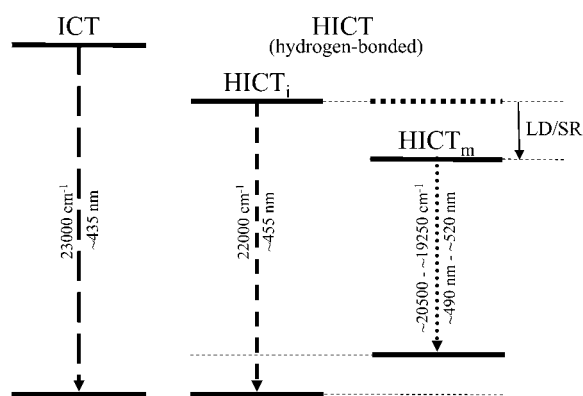 ICT
HICT
(hydrogen-bonded)
HICTi
LD/SR
HICTm
23000 cm-1
~435 nm
22000 cm-1
~455 nm
~20500 - ~19250 cm-1
~490 nm - ~520 nm